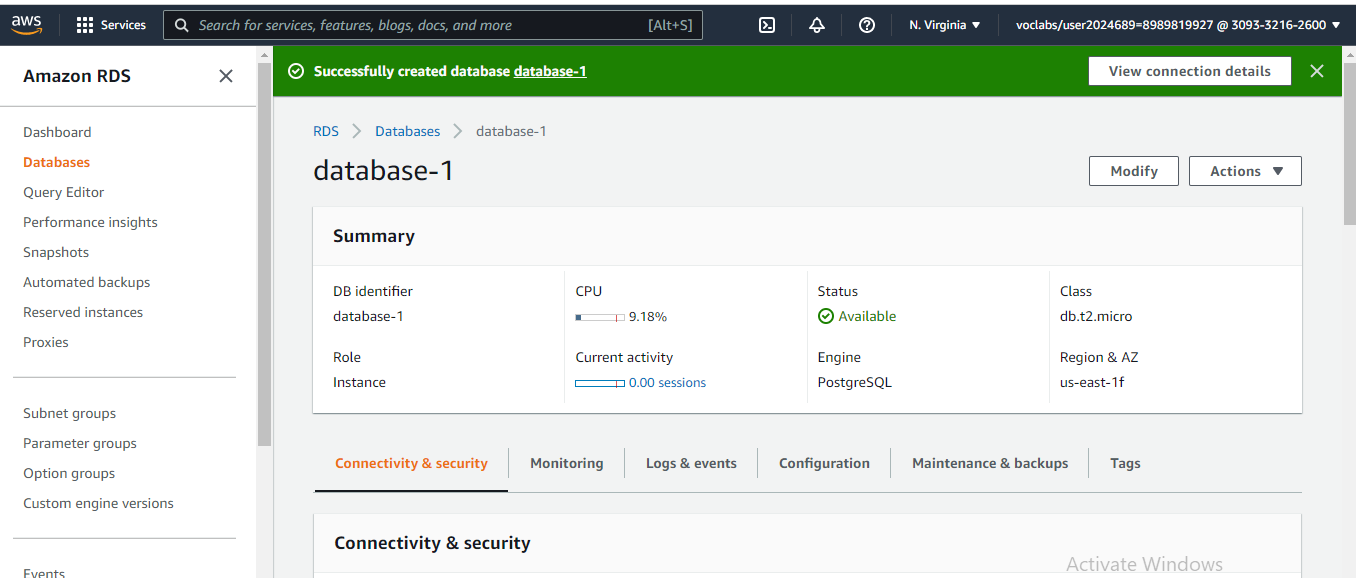 aws Services Search for services, features, blogs, docs, and more [Alt+S] N. Virginia voclabs/user2024689=8989819927 @ 3093-3216-2600
Amazon RDS
Dashboard
Databases
Query Editor
Performance insights
Snapshots
Automated backups
Reserved instances
Proxies
Subnet groups
Parameter groups
Option groups
Custom engine versions
Events
Successfully created database database-1 View connection details
RDS Databases database-1
database-1 Modify Actions
Summary
DB identifier CPU Status Class
database-1 9.18% Available db.t2.micro
Role Current activity Engine Region & AZ
Instance 0.00 sessions PostgreSQL us-east-1f
Connectivity & security Monitoring Logs & events Configuration Maintenance & backups Tags
Connectivity & security
Activate Windows